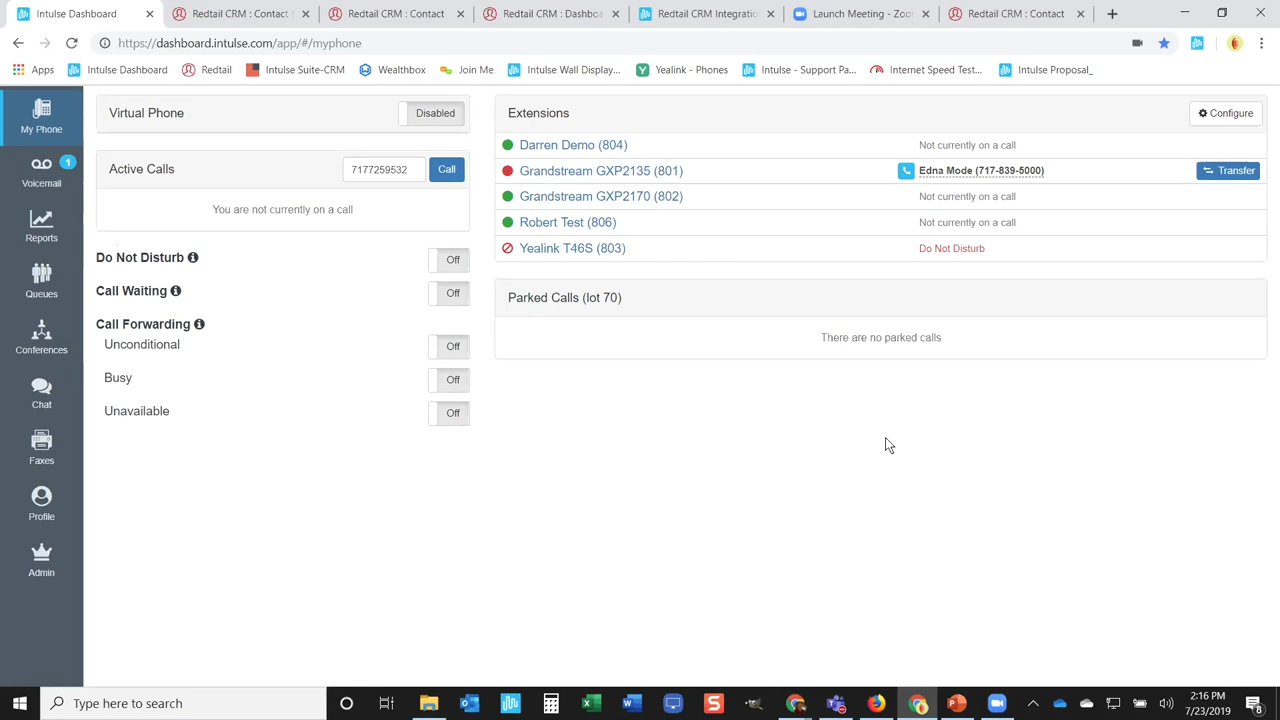 Intulse Dashboard
Redtail CRM : Contact
Redtail CRM : Contact
Redtail CRM : Dashbo
Redtail CRM Integratio
Launch Meeting - Zoo
Redtail CRM : Contact
https://dashboard.intulse.com/app/#/myphone
Apps
Intulse Dashboard
Redtail
Intulse Suite-CRM
Wealthbox
Join Me
Intulse Wall Display...
Yealink - Phones
Intulse - Support Pa...
Internet Speed Test...
Intulse Proposal_
My Phone
Voicemail
1
Reports
Queues
Conferences
Chat
Faxes
Profile
Admin
Virtual Phone
Disabled
Active Calls
7177259532
Call
You are not currently on a call
Do Not Disturb
Off
Call Waiting
Off
Call Forwarding
Unconditional
Off
Busy
Off
Unavailable
Off
Extensions
Configure
Darren Demo (804)
Not currently on a call
Grandstream GXP2135 (801)
Edna Mode (717-839-5000)
Transfer
Grandstream GXP2170 (802)
Not currently on a call
Robert Test (806)
Not currently on a call
Yealink T46S (803)
Do Not Disturb
Parked Calls (lot 70)
There are no parked calls
Type here to search
2:16 PM
7/23/2019
8